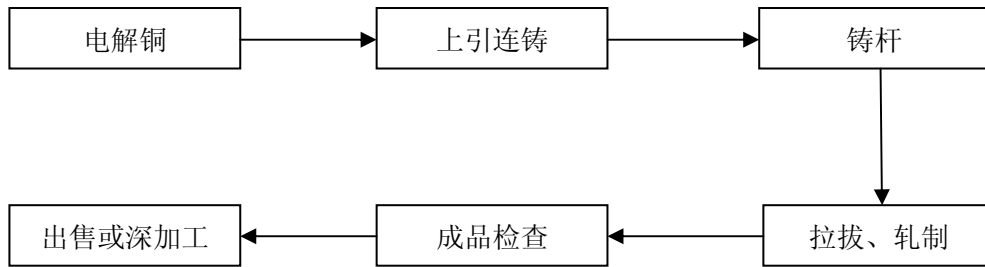 电解铜
上引连铸
铸杆
拉拔、轧制
成品检查
出售或深加工